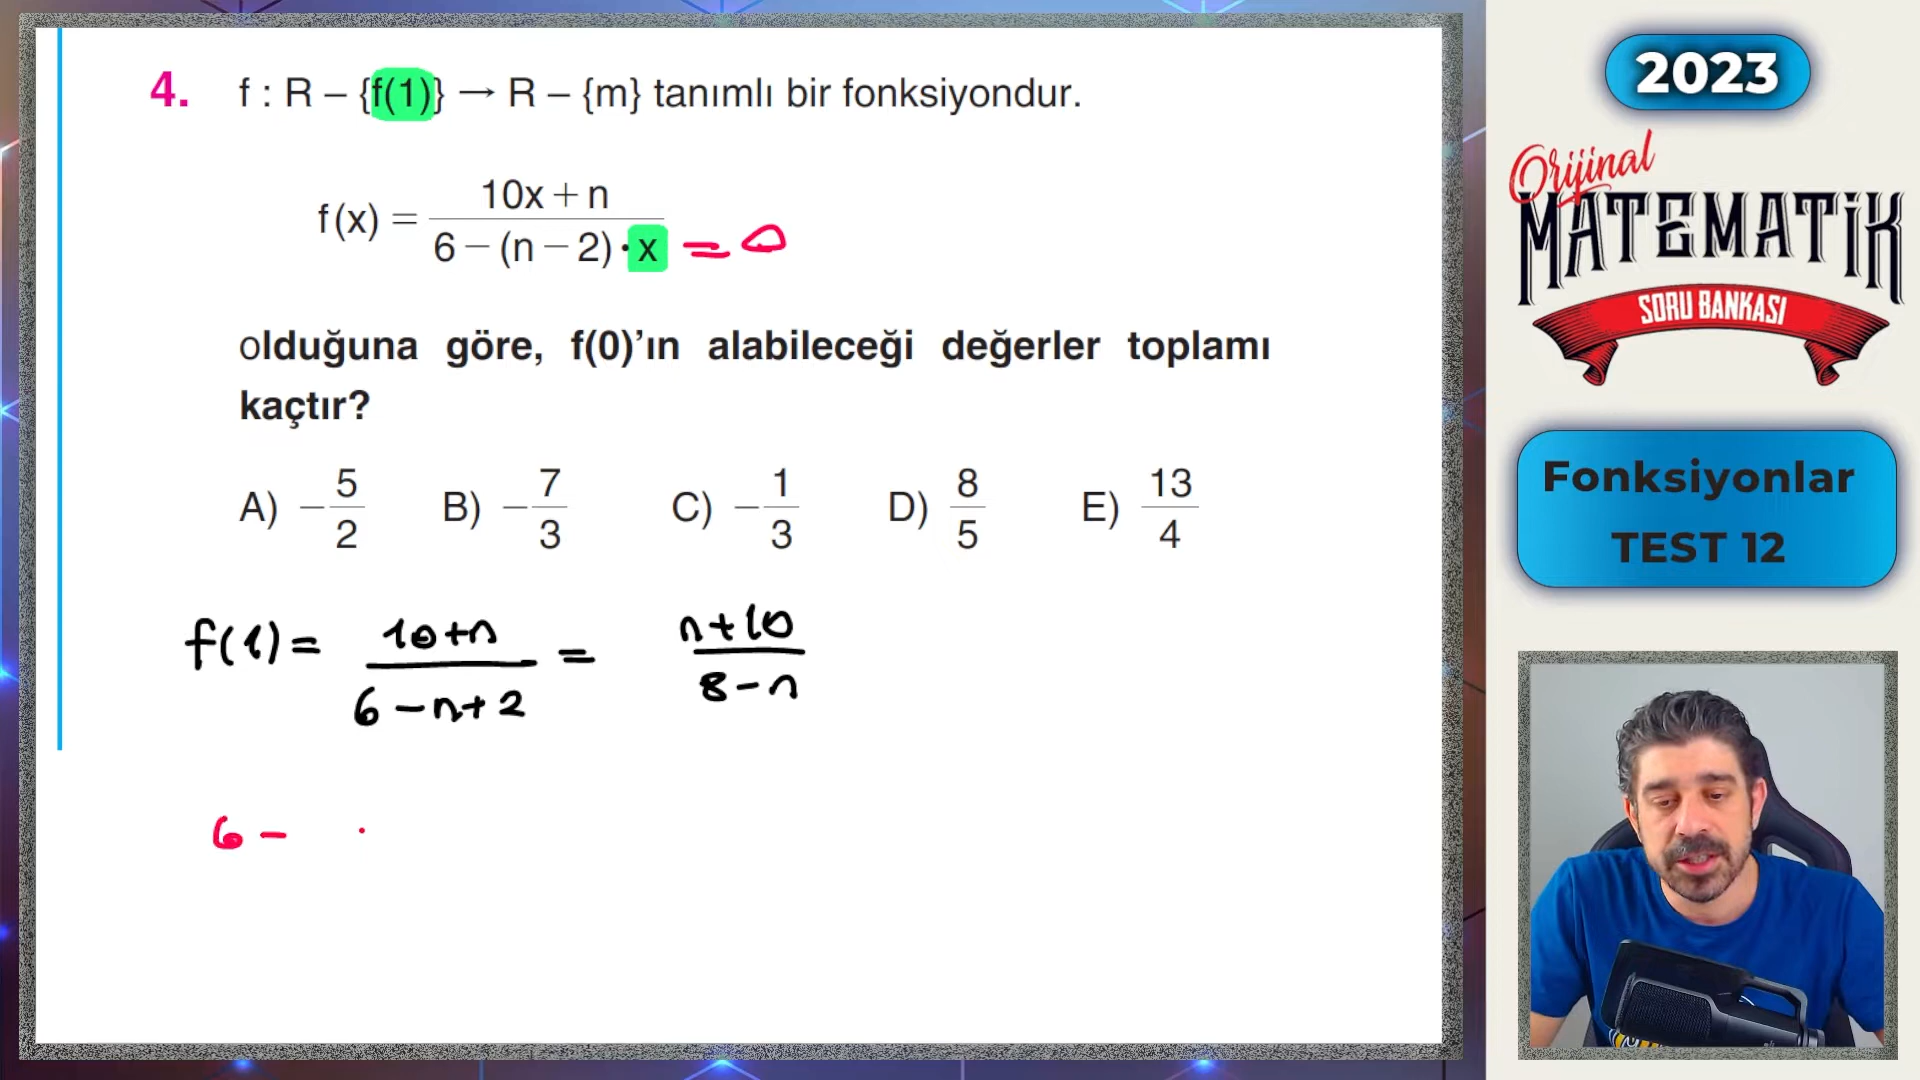 4. f : R – {f(1)} → R – {m} tanımlı bir fonksiyondur.
f(x) = (10x + n) / (6 – (n – 2) · x) = 0
olduğuna göre, f(0)'ın alabileceği değerler toplamı
kaçtır?
A) –5/2 B) –7/3 C) –1/3 D) 8/5 E) 13/4
f(1) = (10+n) / (6 – n + 2) = (n+10) / (8 – n)
6 – .
2023
Orijinal
MATEMATİK
SORU BANKASI
Fonksiyonlar
TEST 12